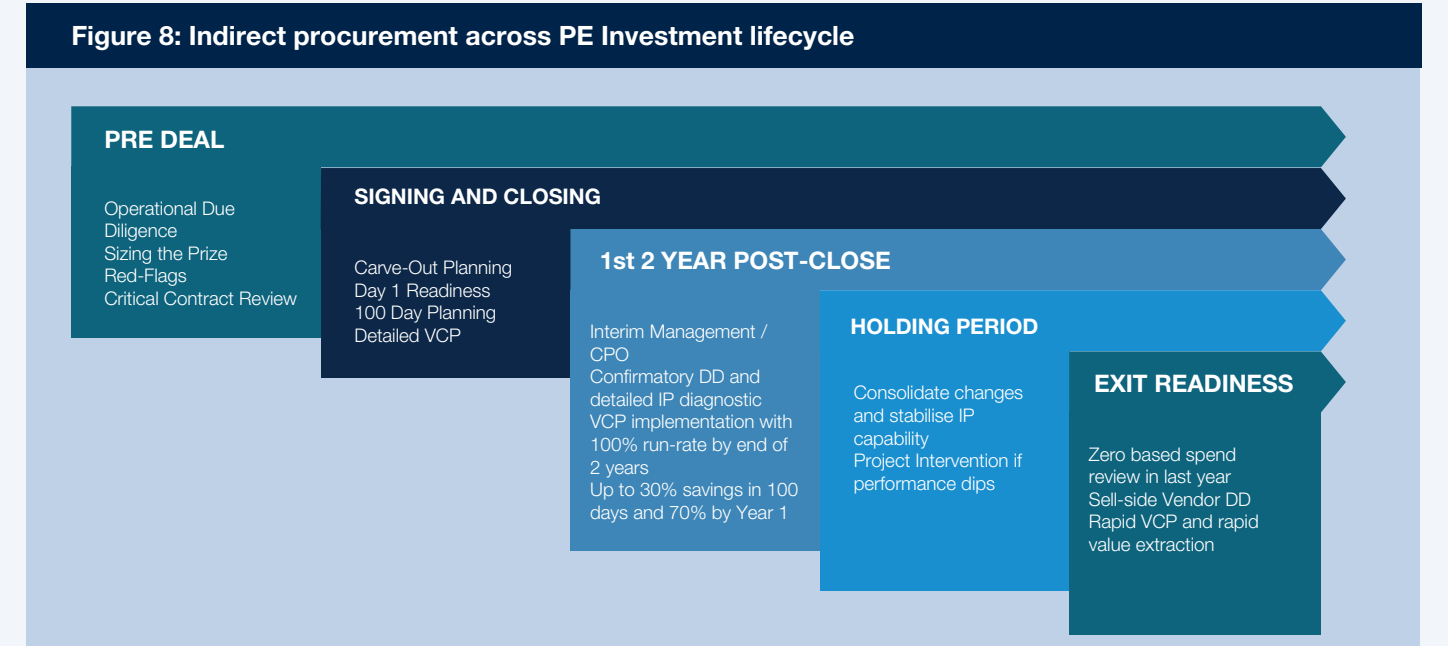 Figure 8: Indirect procurement across PE Investment lifecycle
PRE DEAL
Operational Due
Diligence
Sizing the Prize
Red-Flags
Critical Contract Review
SIGNING AND CLOSING
Carve-Out Planning
Day 1 Readiness
100 Day Planning
Detailed VCP
1st 2 YEAR POST-CLOSE
Interim Management /
CPO
Confirmatory DD and
detailed IP diagnostic
VCP implementation with
100% run-rate by end of
2 years
Up to 30% savings in 100
days and 70% by Year 1
HOLDING PERIOD
Consolidate changes
and stabilise IP
capability
Project Intervention if
performance dips
EXIT READINESS
Zero based spend
review in last year
Sell-side Vendor DD
Rapid VCP and rapid
value extraction